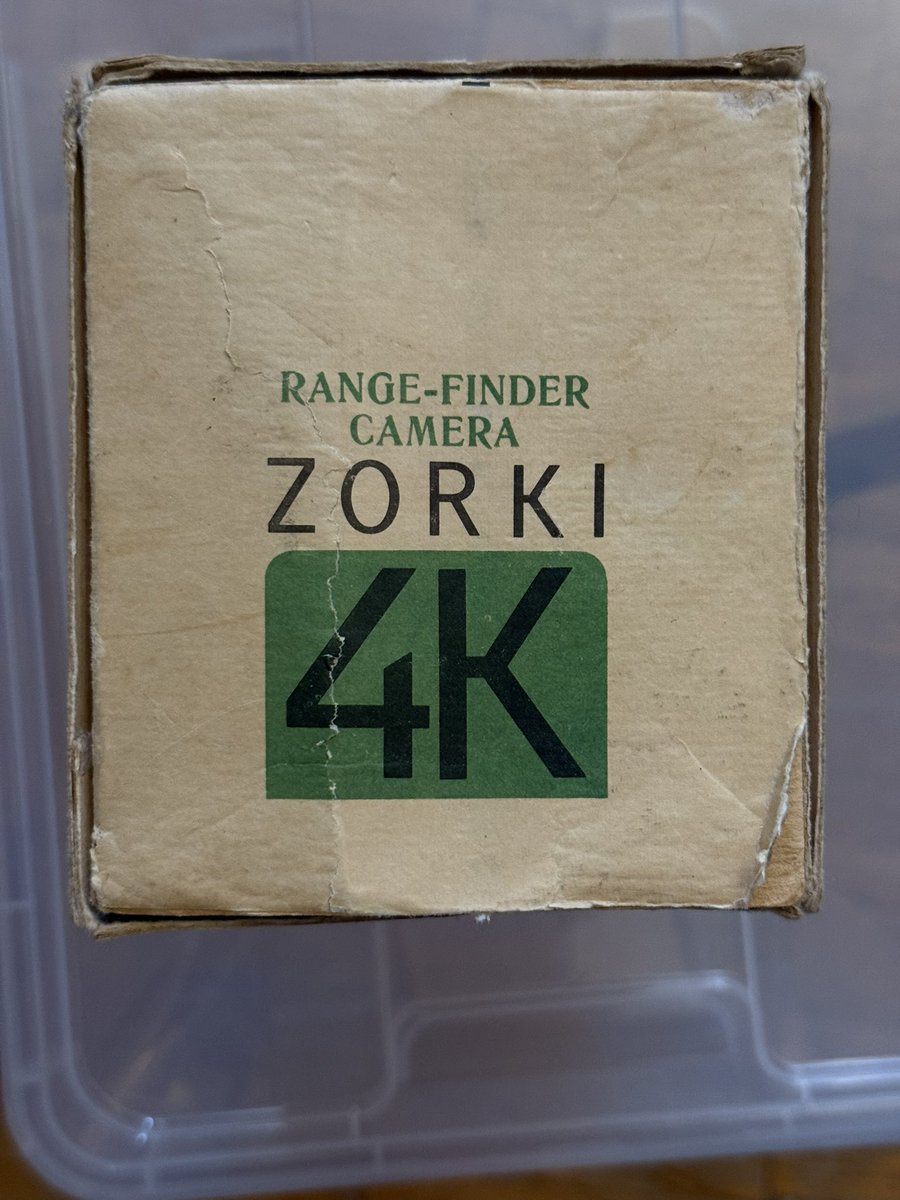 RANGE-FINDER
CAMERA
ZORKI
4K